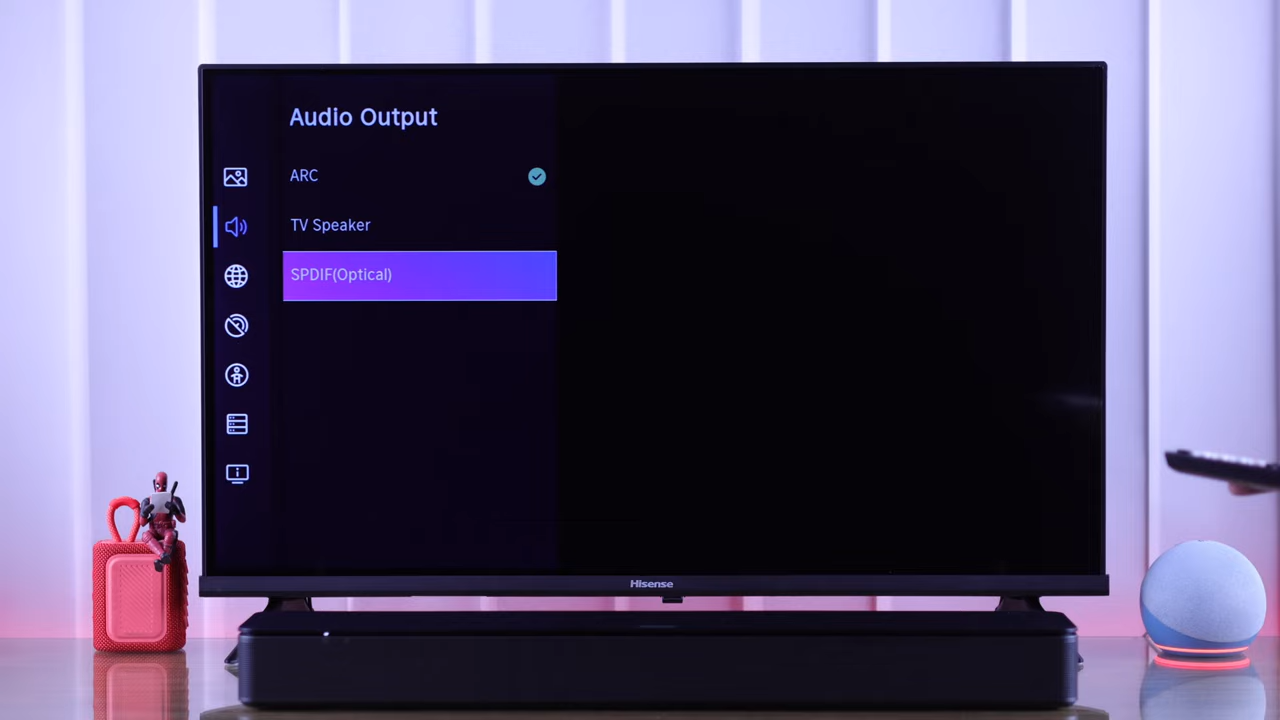 Audio Output
ARC
TV Speaker
SPDIF(Optical)
Hisense